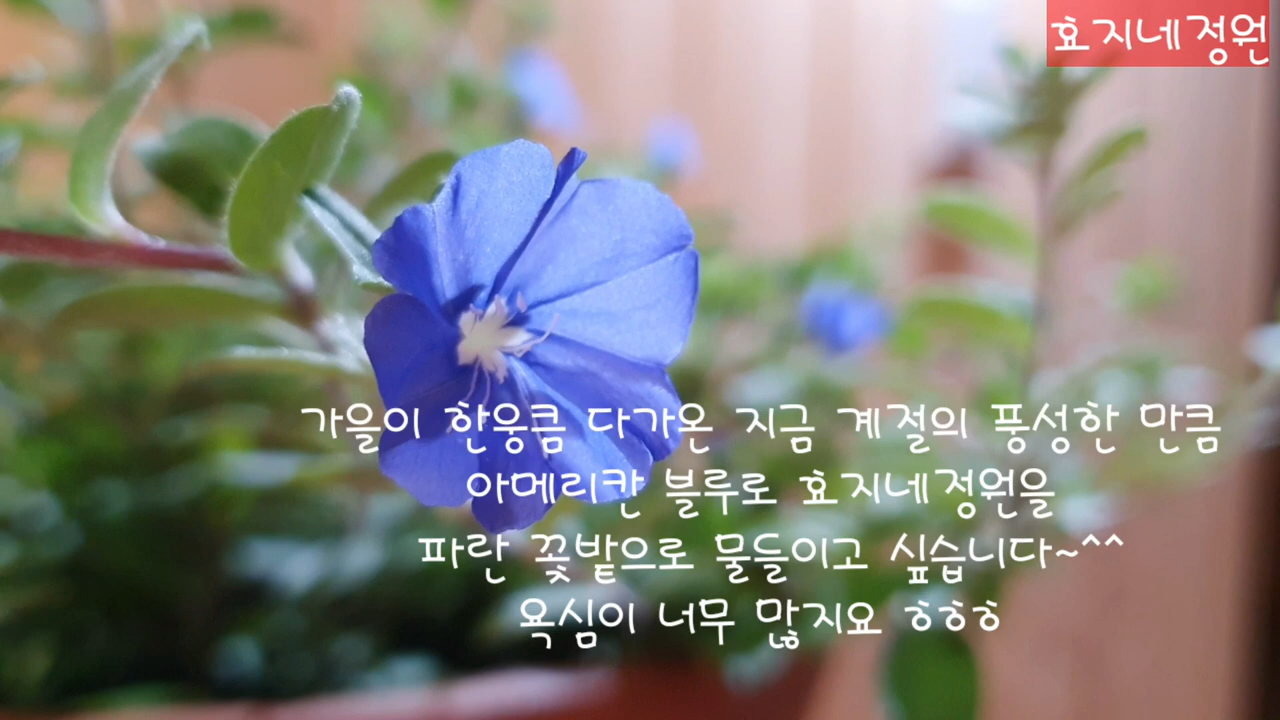 효지네정원
가을이 한웅큼 다가온 지금 계절의 풍성한 만큼
아메리칸 블루로 효지네정원을
파란 꽃밭으로 물들이고 싶습니다~^^
욕심이 너무 많지요 ㅎㅎㅎ